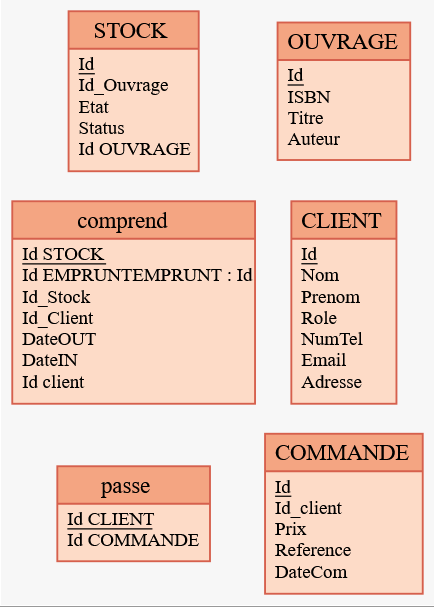 STOCK
Id
Id_Ouvrage
Etat
Status
Id OUVRAGE
OUVRAGE
Id
ISBN
Titre
Auteur
comprend
Id STOCK
Id EMPRUNTEMPRUNT : Id
Id_Stock
Id_Client
DateOUT
DateIN
Id client
CLIENT
Id
Nom
Prenom
Role
NumTel
Email
Adresse
passe
Id CLIENT
Id COMMANDE
COMMANDE
Id
Id_client
Prix
Reference
DateCom